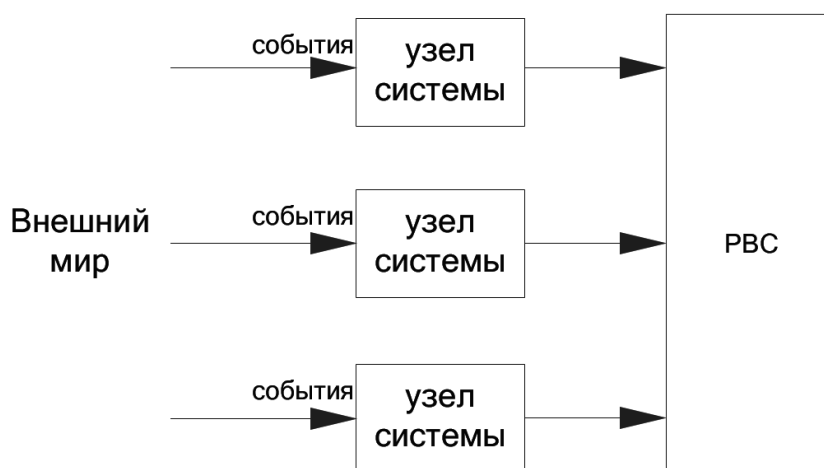 события
узел
системы
Внешний
мир
события
узел
системы
РВС
события
узел
системы